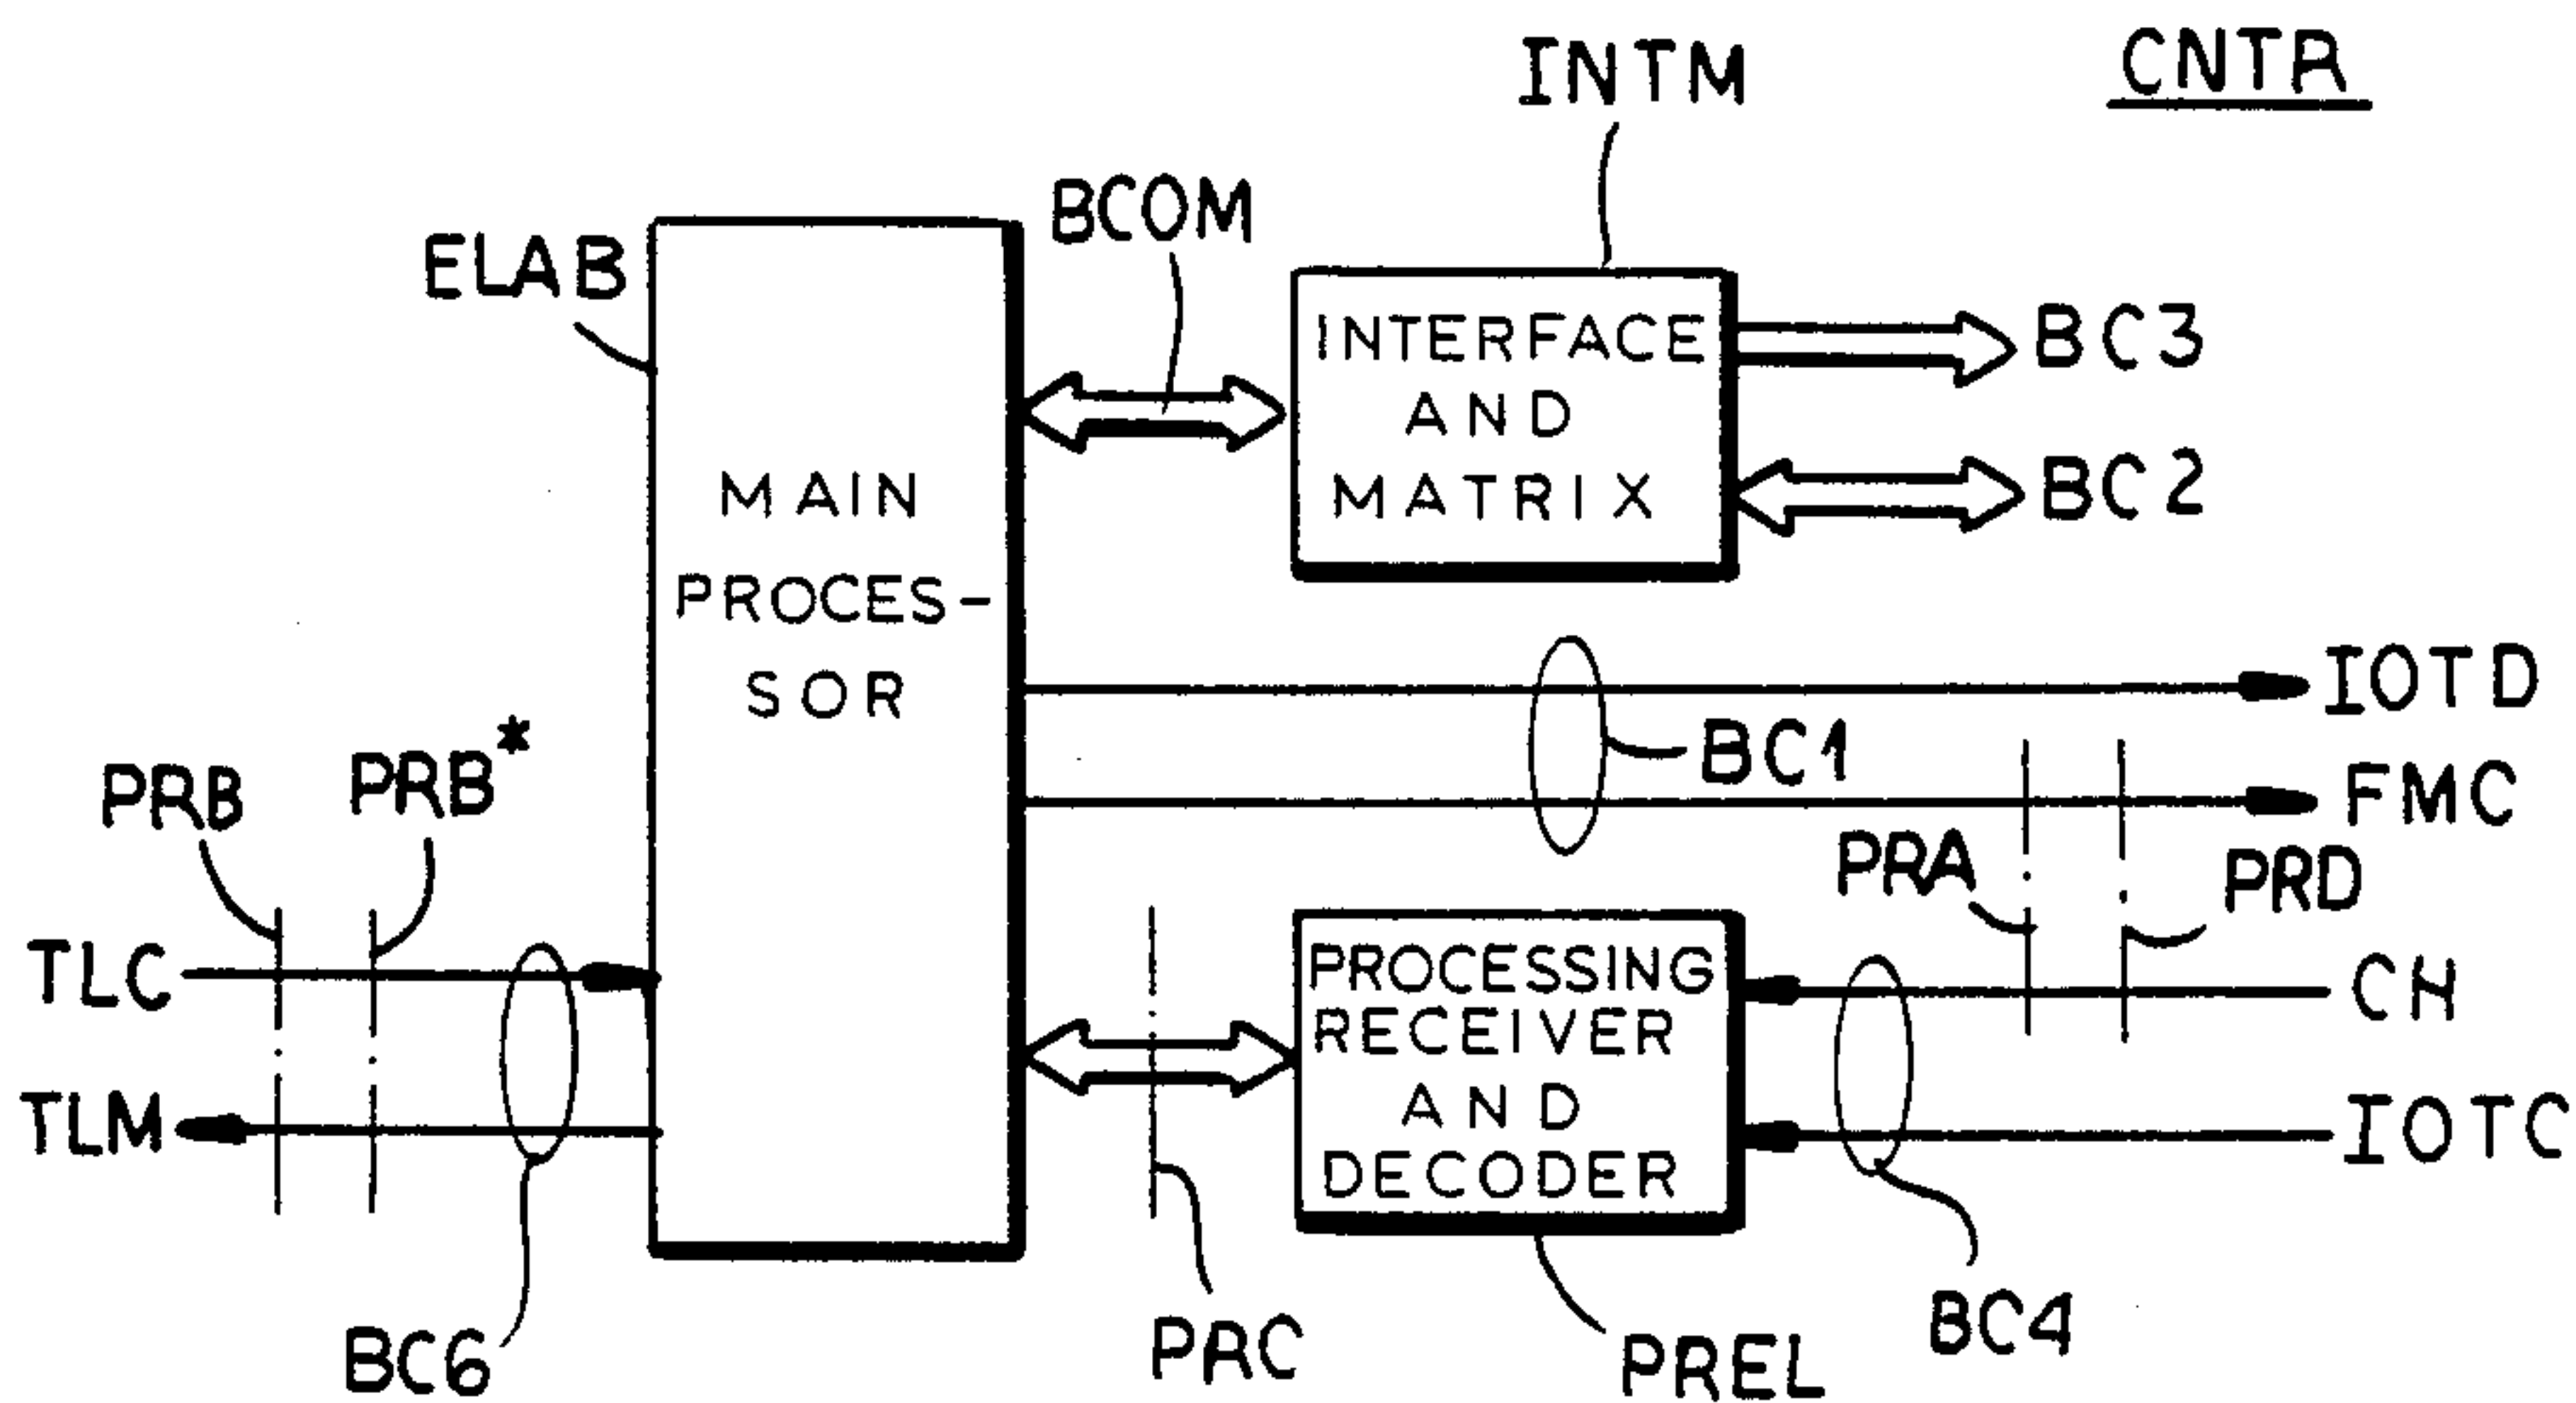 INTM
CNTR
BCOM
ELAB
INTERFACE
AND
MATRIX
BC3
BC2
MAIN
PROCES-
SOR
IOTD
BC1
FMC
PRB
PRB*
PRA
PRD
TLC
TLM
PROCESSING
RECEIVER
AND
DECODER
CH
IOTC
BC6
PRC
PREL
BC4